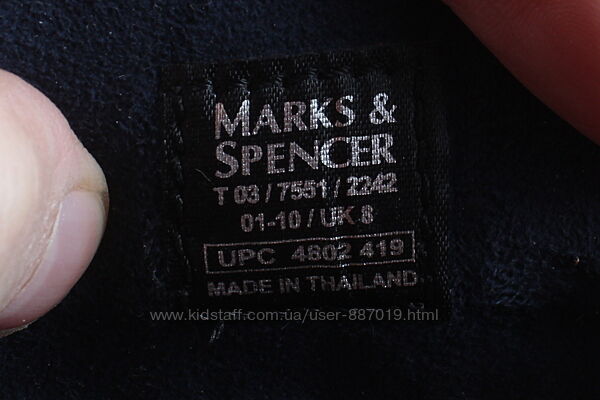 MARKS &
SPENCER
T 03 / 7551 / 2242
01-10 / UK 8
UPC 4602 419
MADE IN THAILAND
www.kidstaff.com.ua/user-887019.html